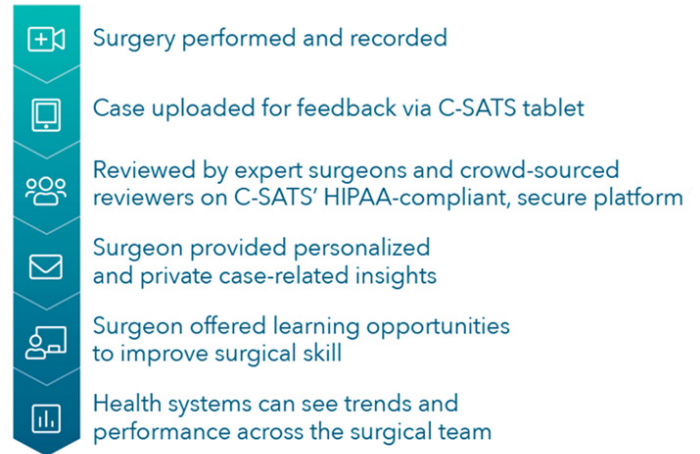 Surgery performed and recorded
Case uploaded for feedback via C-SATS tablet
Reviewed by expert surgeons and crowd-sourced
reviewers on C-SATS' HIPAA-compliant, secure platform
Surgeon provided personalized
and private case-related insights
Surgeon offered learning opportunities
to improve surgical skill
Health systems can see trends and
performance across the surgical team